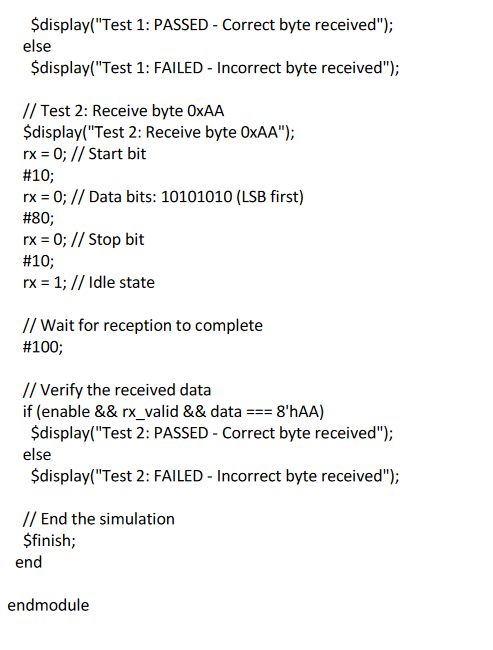 $display("Test 1: PASSED - Correct byte received");
else
$display("Test 1: FAILED - Incorrect byte received");
// Test 2: Receive byte 0xAA
$display("Test 2: Receive byte 0xAA");
rx = 0; // Start bit
#10;
rx = 0; // Data bits: 10101010 (LSB first)
#80;
rx = 0; // Stop bit
#10;
rx = 1; // Idle state
// Wait for reception to complete
#100;
// Verify the received data
if (enable && rx_valid && data === 8'hAA)
$display("Test 2: PASSED - Correct byte received");
else
$display("Test 2: FAILED - Incorrect byte received");
// End the simulation
$finish;
end
endmodule